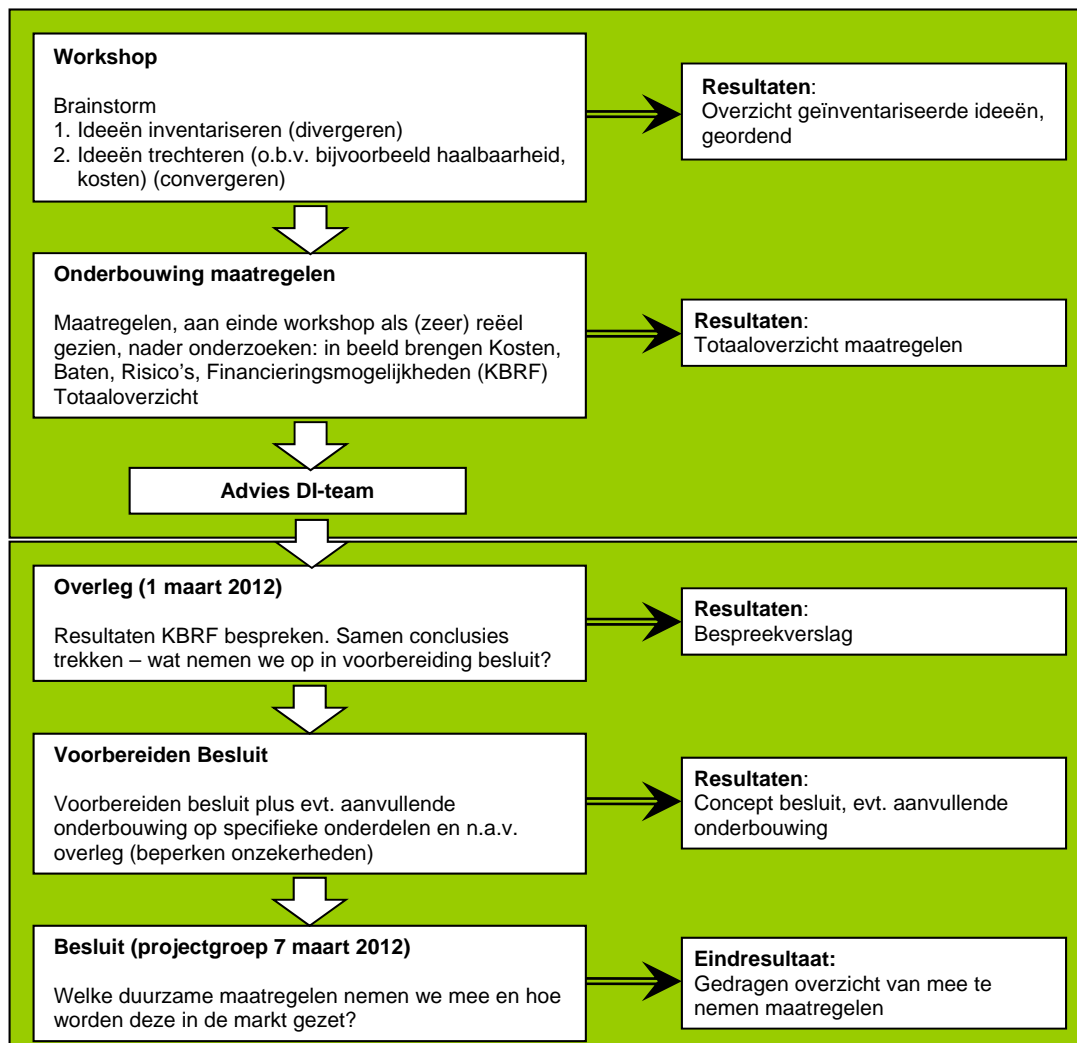 Workshop
Brainstorm
1. Ideeën inventariseren (divergeren)
2. Ideeën trechteren (o.b.v. bijvoorbeeld haalbaarheid,
kosten) (convergeren)
Resultaten:
Overzicht geïnventariseerde ideeën,
geordend
Onderbouwing maatregelen
Maatregelen, aan einde workshop als (zeer) reëel
gezien, nader onderzoeken: in beeld brengen Kosten,
Baten, Risico's, Financieringsmogelijkheden (KBRF)
Totaaloverzicht
Resultaten:
Totaaloverzicht maatregelen
Advies DI-team
Overleg (1 maart 2012)
Resultaten KBRF bespreken. Samen conclusies
trekken – wat nemen we op in voorbereiding besluit?
Resultaten:
Bespreekverslag
Voorbereiden Besluit
Voorbereiden besluit plus evt. aanvullende
onderbouwing op specifieke onderdelen en n.a.v.
overleg (beperken onzekerheden)
Resultaten:
Concept besluit, evt. aanvullende
onderbouwing
Besluit (projectgroep 7 maart 2012)
Welke duurzame maatregelen nemen we mee en hoe
worden deze in de markt gezet?
Eindresultaat:
Gedragen overzicht van mee te
nemen maatregelen